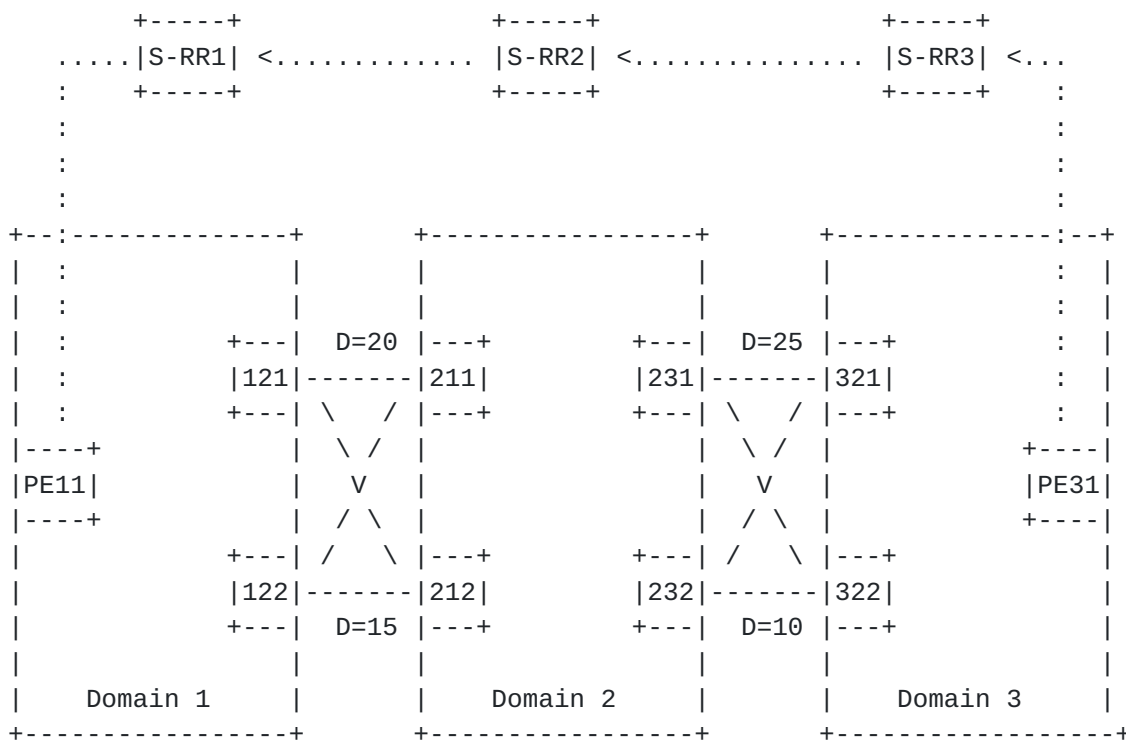 S-RR1 S-RR2 S-RR3
D=20 D=25
121 211 231 321
PE11 V V PE31
122 212 232 322
D=15 D=10
Domain 1 Domain 2 Domain 3